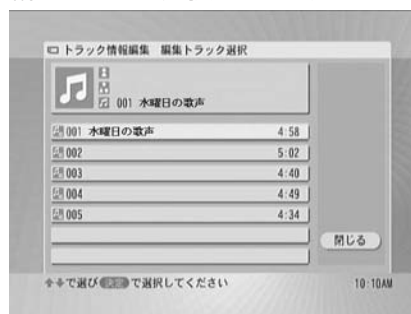 トラック情報編集 編集トラック選択
001 水曜日の歌声
001 水曜日の歌声 4:58
002 5:02
003 4:40
004 4:49
005 4:34
閉じる
で選び 決定 で選択してください 10:10AM